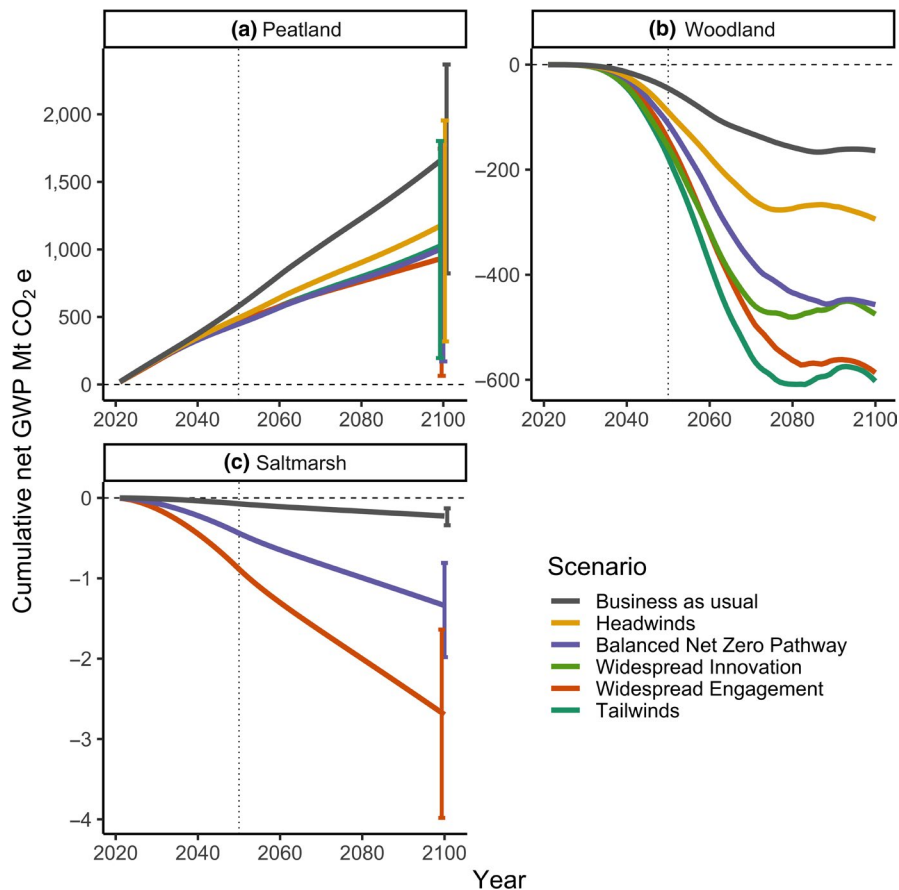 (a) Peatland
(b) Woodland
2,000
1,500
1,000
500
0
2020 2040 2060 2080 2100
0
−200
−400
−600
2020 2040 2060 2080 2100
Cumulative net GWP Mt CO₂ e
(c) Saltmarsh
0
−1
−2
−3
−4
2020 2040 2060 2080 2100
Year
Scenario
Business as usual
Headwinds
Balanced Net Zero Pathway
Widespread Innovation
Widespread Engagement
Tailwinds